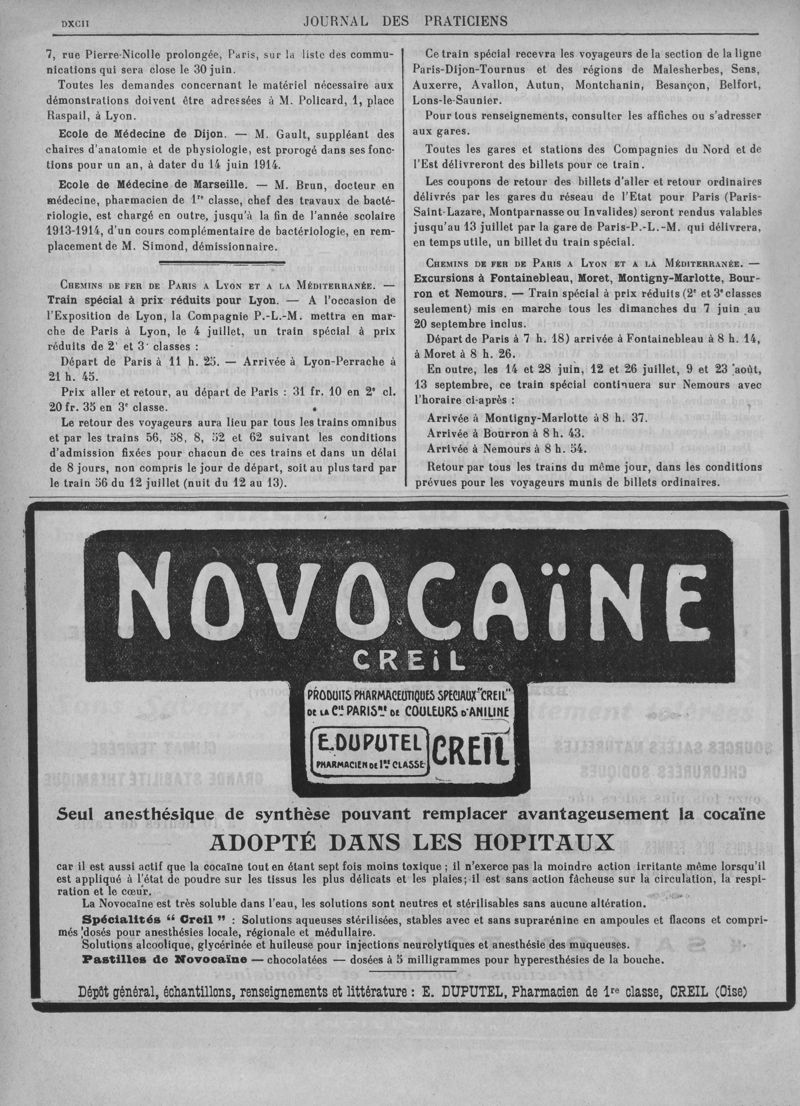 DXCII
JOURNAL DES PRATICIENS
7, rue Pierre-Nicolle prolongée, Paris, sur la liste des commu-
nications qui sera close le 30 juin.
Toutes les demandes concernant le matériel nécessaire aux
démonstrations doivent être adressées à M. Policard, 1, place
Raspail, à Lyon.
Ecole de Médecine de Dijon. — M. Gault, suppléant des
chaires d'anatomie et de physiologie, est prorogé dans ses fonc-
tions pour un an, à dater du 14 juin 1914.
Ecole de Médecine de Marseille. — M. Brun, docteur en
médecine, pharmacien de 1re classe, chef des travaux de bacté-
riologie, est chargé en outre, jusqu'à la fin de l'année scolaire
1913-1914, d'un cours complémentaire de bactériologie, en rem-
placement de M. Simond, démissionnaire.
CHEMINS DE FER DE PARIS A LYON ET A LA MÉDITERRANÉE. —
Train spécial à prix réduits pour Lyon. — A l'occasion de
l'Exposition de Lyon, la Compagnie P.-L.-M. mettra en mar-
che de Paris à Lyon, le 4 juillet, un train spécial à prix
réduits de 2e et 3e classes :
Départ de Paris à 11 h. 25. — Arrivée à Lyon-Perrache à
21 h. 45.
Prix aller et retour, au départ de Paris : 31 fr. 10 en 2e cl.
20 fr. 35 en 3e classe.
Le retour des voyageurs aura lieu par tous les trains omnibus
et par les trains 56, 58, 8, 52 et 62 suivant les conditions
d'admission fixées pour chacun de ces trains et dans un délai
de 8 jours, non compris le jour de départ, soit au plus tard par
le train 56 du 12 juillet (nuit du 12 au 13).
Ce train spécial recevra les voyageurs de la section de la ligne
Paris-Dijon-Tournus et des régions de Malesherbes, Sens,
Auxerre, Avallon, Autun, Montchanin, Besançon, Belfort,
Lons-le-Saunier.
Pour tous renseignements, consulter les affiches ou s'adresser
aux gares.
Toutes les gares et stations des Compagnies du Nord et de
l'Est délivreront des billets pour ce train.
Les coupons de retour des billets d'aller et retour ordinaires
délivrés par les gares du réseau de l'Etat pour Paris (Paris-
Saint-Lazare, Montparnasse ou Invalides) seront rendus valables
jusqu'au 13 juillet par la gare de Paris-P.-L.-M. qui délivrera,
en temps utile, un billet du train spécial.
CHEMINS DE FER DE PARIS A LYON ET A LA MÉDITERRANÉE. —
Excursions à Fontainebleau, Moret, Montigny-Marlotte, Bour-
ron et Nemours. — Train spécial à prix réduits (2e et 3e classes
seulement) mis en marche tous les dimanches du 7 juin au
20 septembre inclus.
Départ de Paris à 7 h. 18) arrivée à Fontainebleau à 8 h. 14,
à Moret à 8 h. 26.
En outre, les 14 et 28 juin, 12 et 26 juillet, 9 et 23 août,
13 septembre, ce train spécial continuera sur Nemours avec
l'horaire ci-après :
Arrivée à Montigny-Marlotte à 8 h. 37.
Arrivée à Bourron à 8 h. 43.
Arrivée à Nemours à 8 h. 54.
Retour par tous les trains du même jour, dans les conditions
prévues pour les voyageurs munis de billets ordinaires.
NOVOCAÏNE
CREIL
PRODUITS PHARMACEUTIQUES SPECIAUX "CREIL"
DE LA Cie PARISnne DE COULEURS D'ANILINE
E. DUPUTEL
PHARMACIEN DE 1re CLASSE
CREIL
Seul anesthésique de synthèse pouvant remplacer avantageusement la cocaïne
ADOPTÉ DANS LES HOPITAUX
car il est aussi actif que la cocaïne tout en étant sept fois moins toxique ; il n'exerce pas la moindre action irritante même lorsqu'il
est appliqué à l'état de poudre sur les tissus les plus délicats et les plaies; il est sans action fâcheuse sur la circulation, la respi-
ration et le cœur.
La Novocaïne est très soluble dans l'eau, les solutions sont neutres et stérilisables sans aucune altération.
Spécialités “ Creil ” : Solutions aqueuses stérilisées, stables avec et sans suprarénine en ampoules et flacons et compri-
més dosés pour anesthésies locale, régionale et médullaire.
Solutions alcoolique, glycérinée et huileuse pour injections neurolytiques et anesthésie des muqueuses.
Pastilles de Novocaïne — chocolatées — dosées à 5 milligrammes pour hyperesthésies de la bouche.
Dépôt général, échantillons, renseignements et littérature : E. DUPUTEL, Pharmacien de 1re classe, CREIL (Oise)